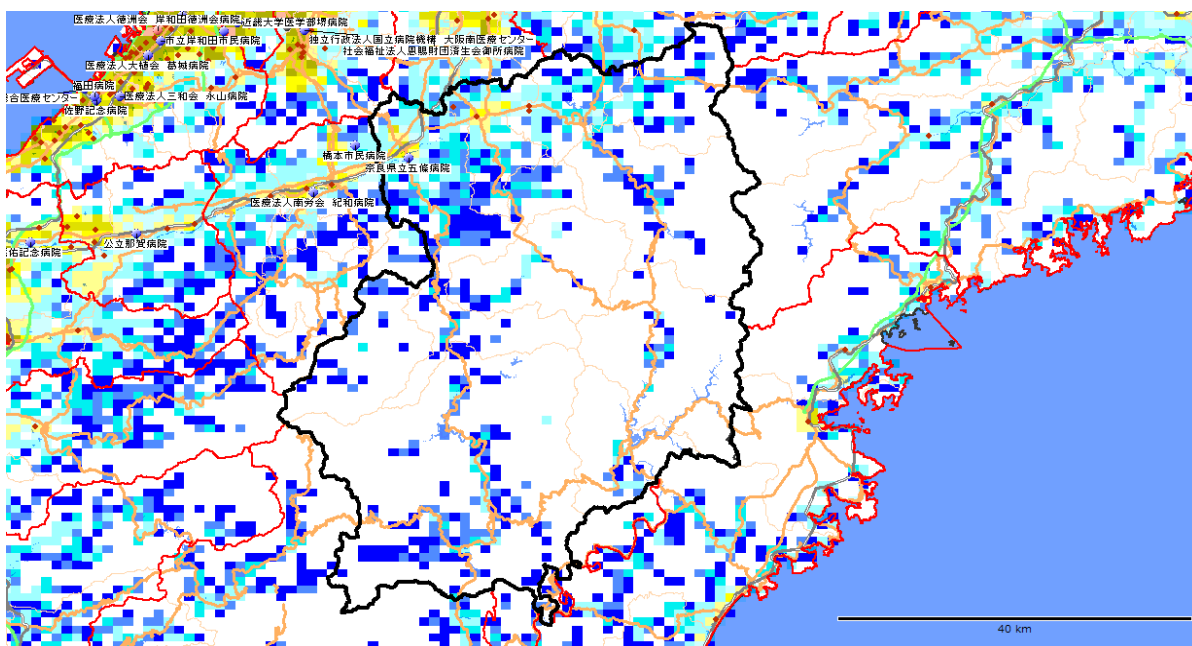 医療法人徳洲会 岸和田徳洲会病院
近畿大学医学部堺病院
市立岸和田市民病院
独立行政法人国立病院機構 大阪南医療センター
社会福祉法人恩賜財団済生会御所病院
医療法人大植会 葛城病院
福田病院
総合医療センター
医療法人三和会 永山病院
佐野記念病院
橋本市民病院
奈良県立五條病院
医療法人南労会 紀和病院
公立那賀病院
佑記念病院
40 km